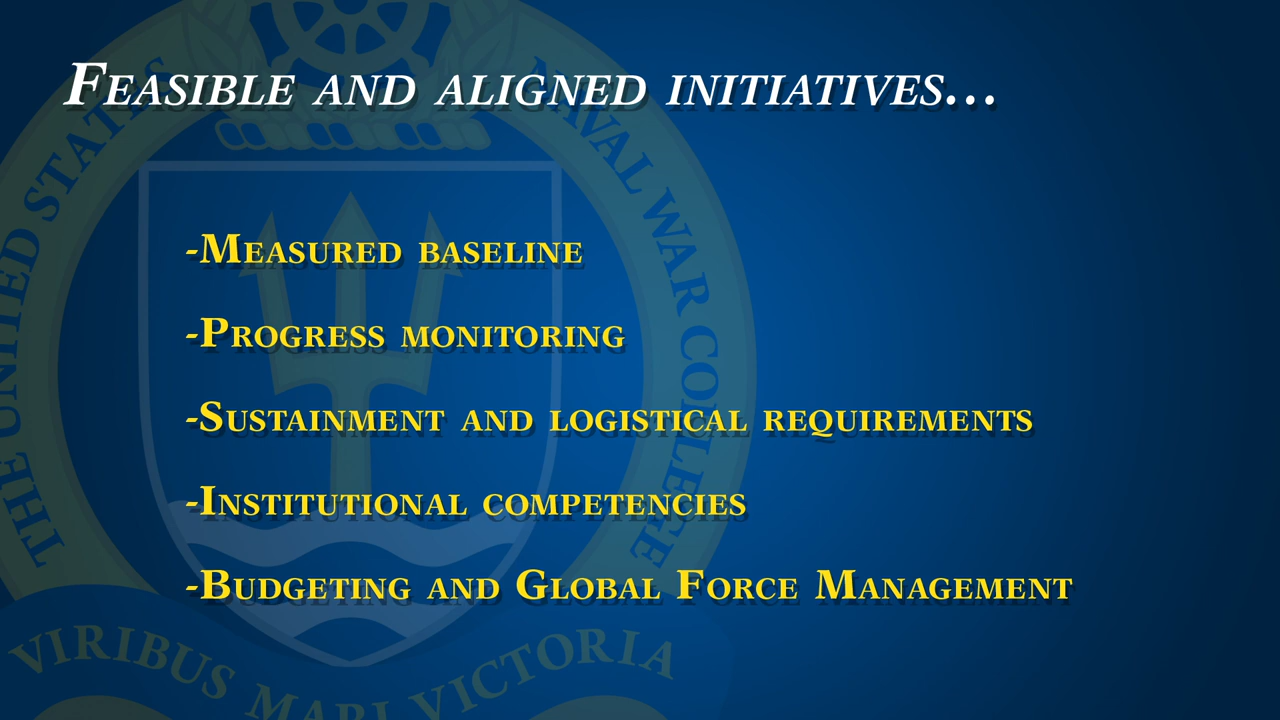 Feasible and aligned initiatives...
-Measured baseline
-Progress monitoring
-Sustainment and logistical requirements
-Institutional competencies
-Budgeting and Global Force Management
THE UNITED STATES NAVAL WAR COLLEGE
VIRIBUS MARI VICTORIA